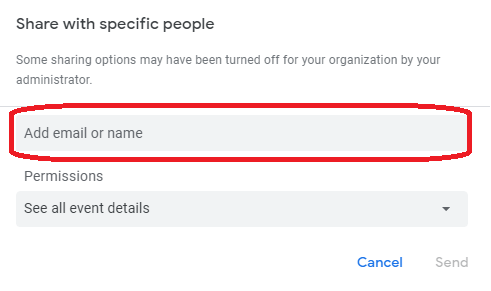 Share with specific people
Some sharing options may have been turned off for your organization by your
administrator.
Add email or name
Permissions
See all event details
Cancel Send